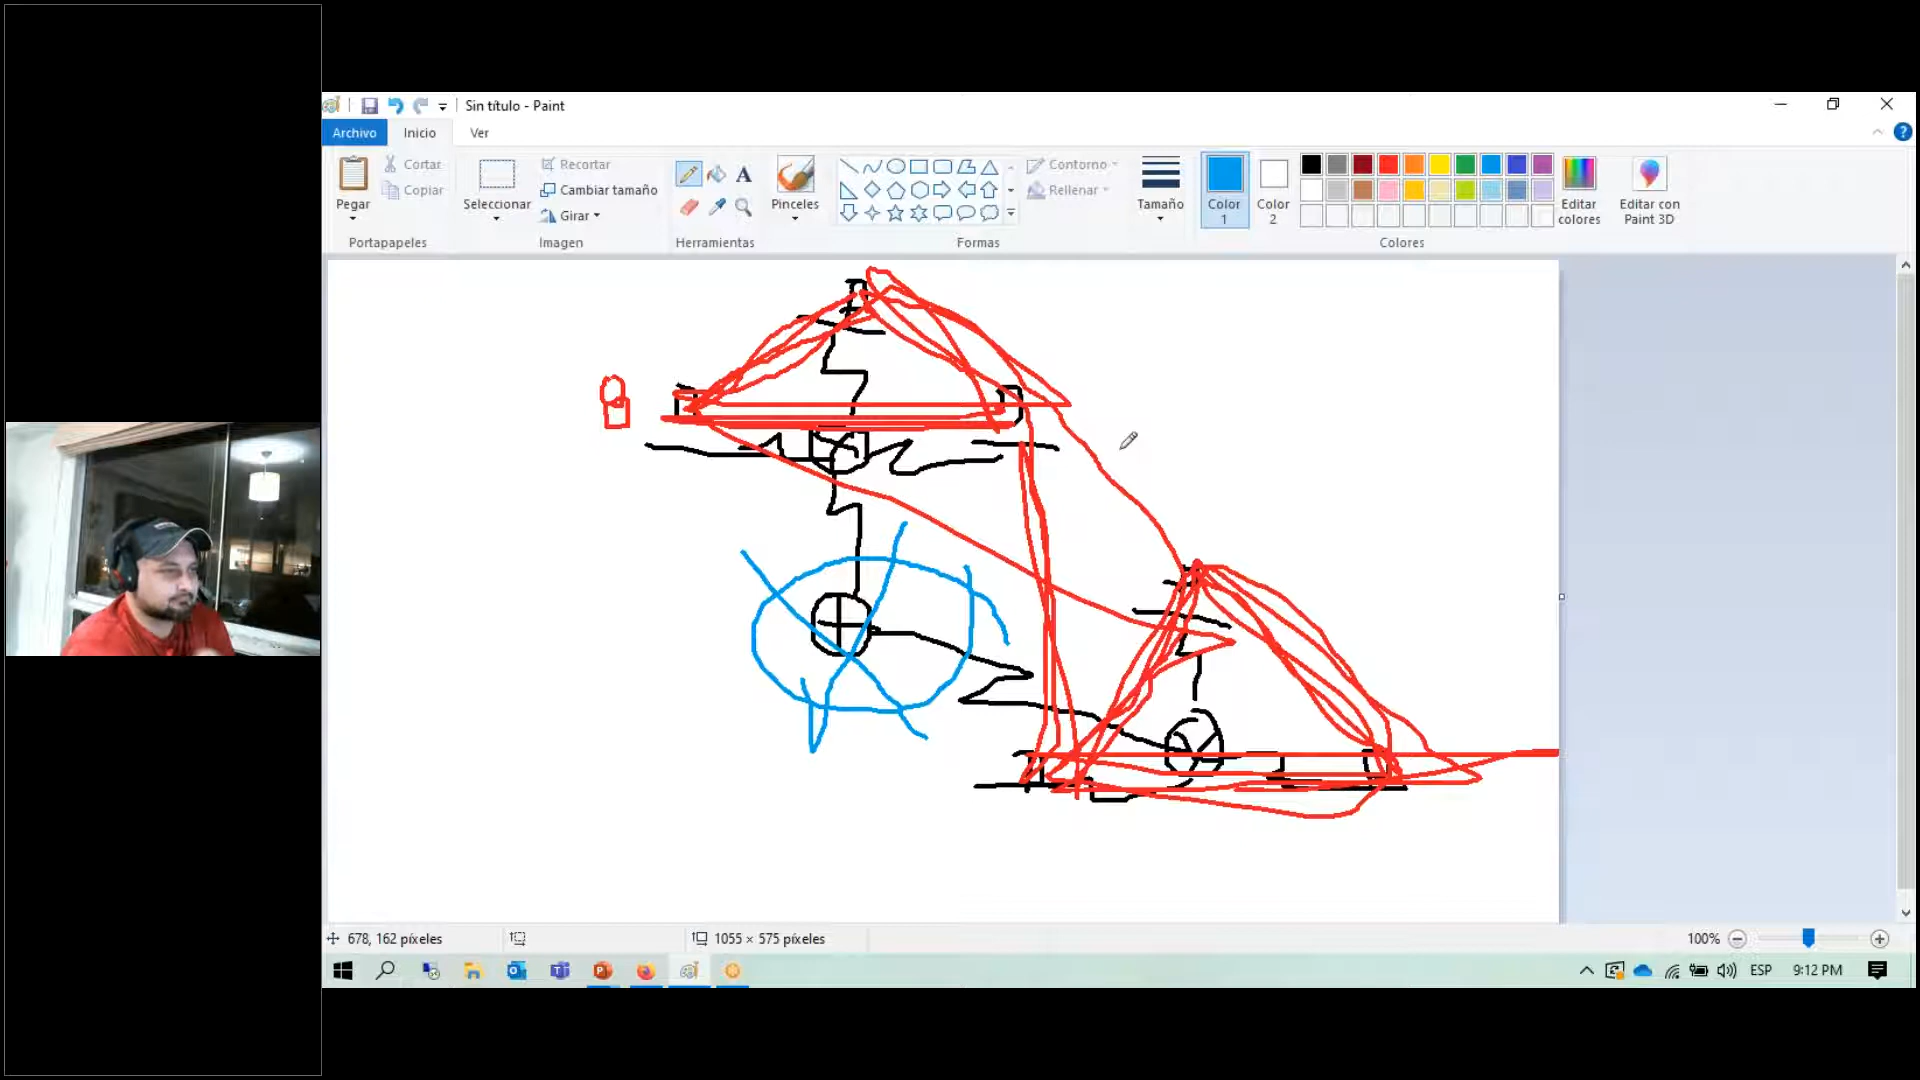 Sin título - Paint
Archivo Inicio Ver
Pegar
Cortar
Copiar
Portapapeles
Seleccionar
Recortar
Cambiar tamaño
Girar
Imagen
A
Herramientas
Pinceles
Contorno
Rellenar
Formas
Tamaño
Color 1
Color 2
Editar colores
Editar con Paint 3D
Colores
678, 162 píxeles
1055 × 575 píxeles
100%
ESP
9:12 PM